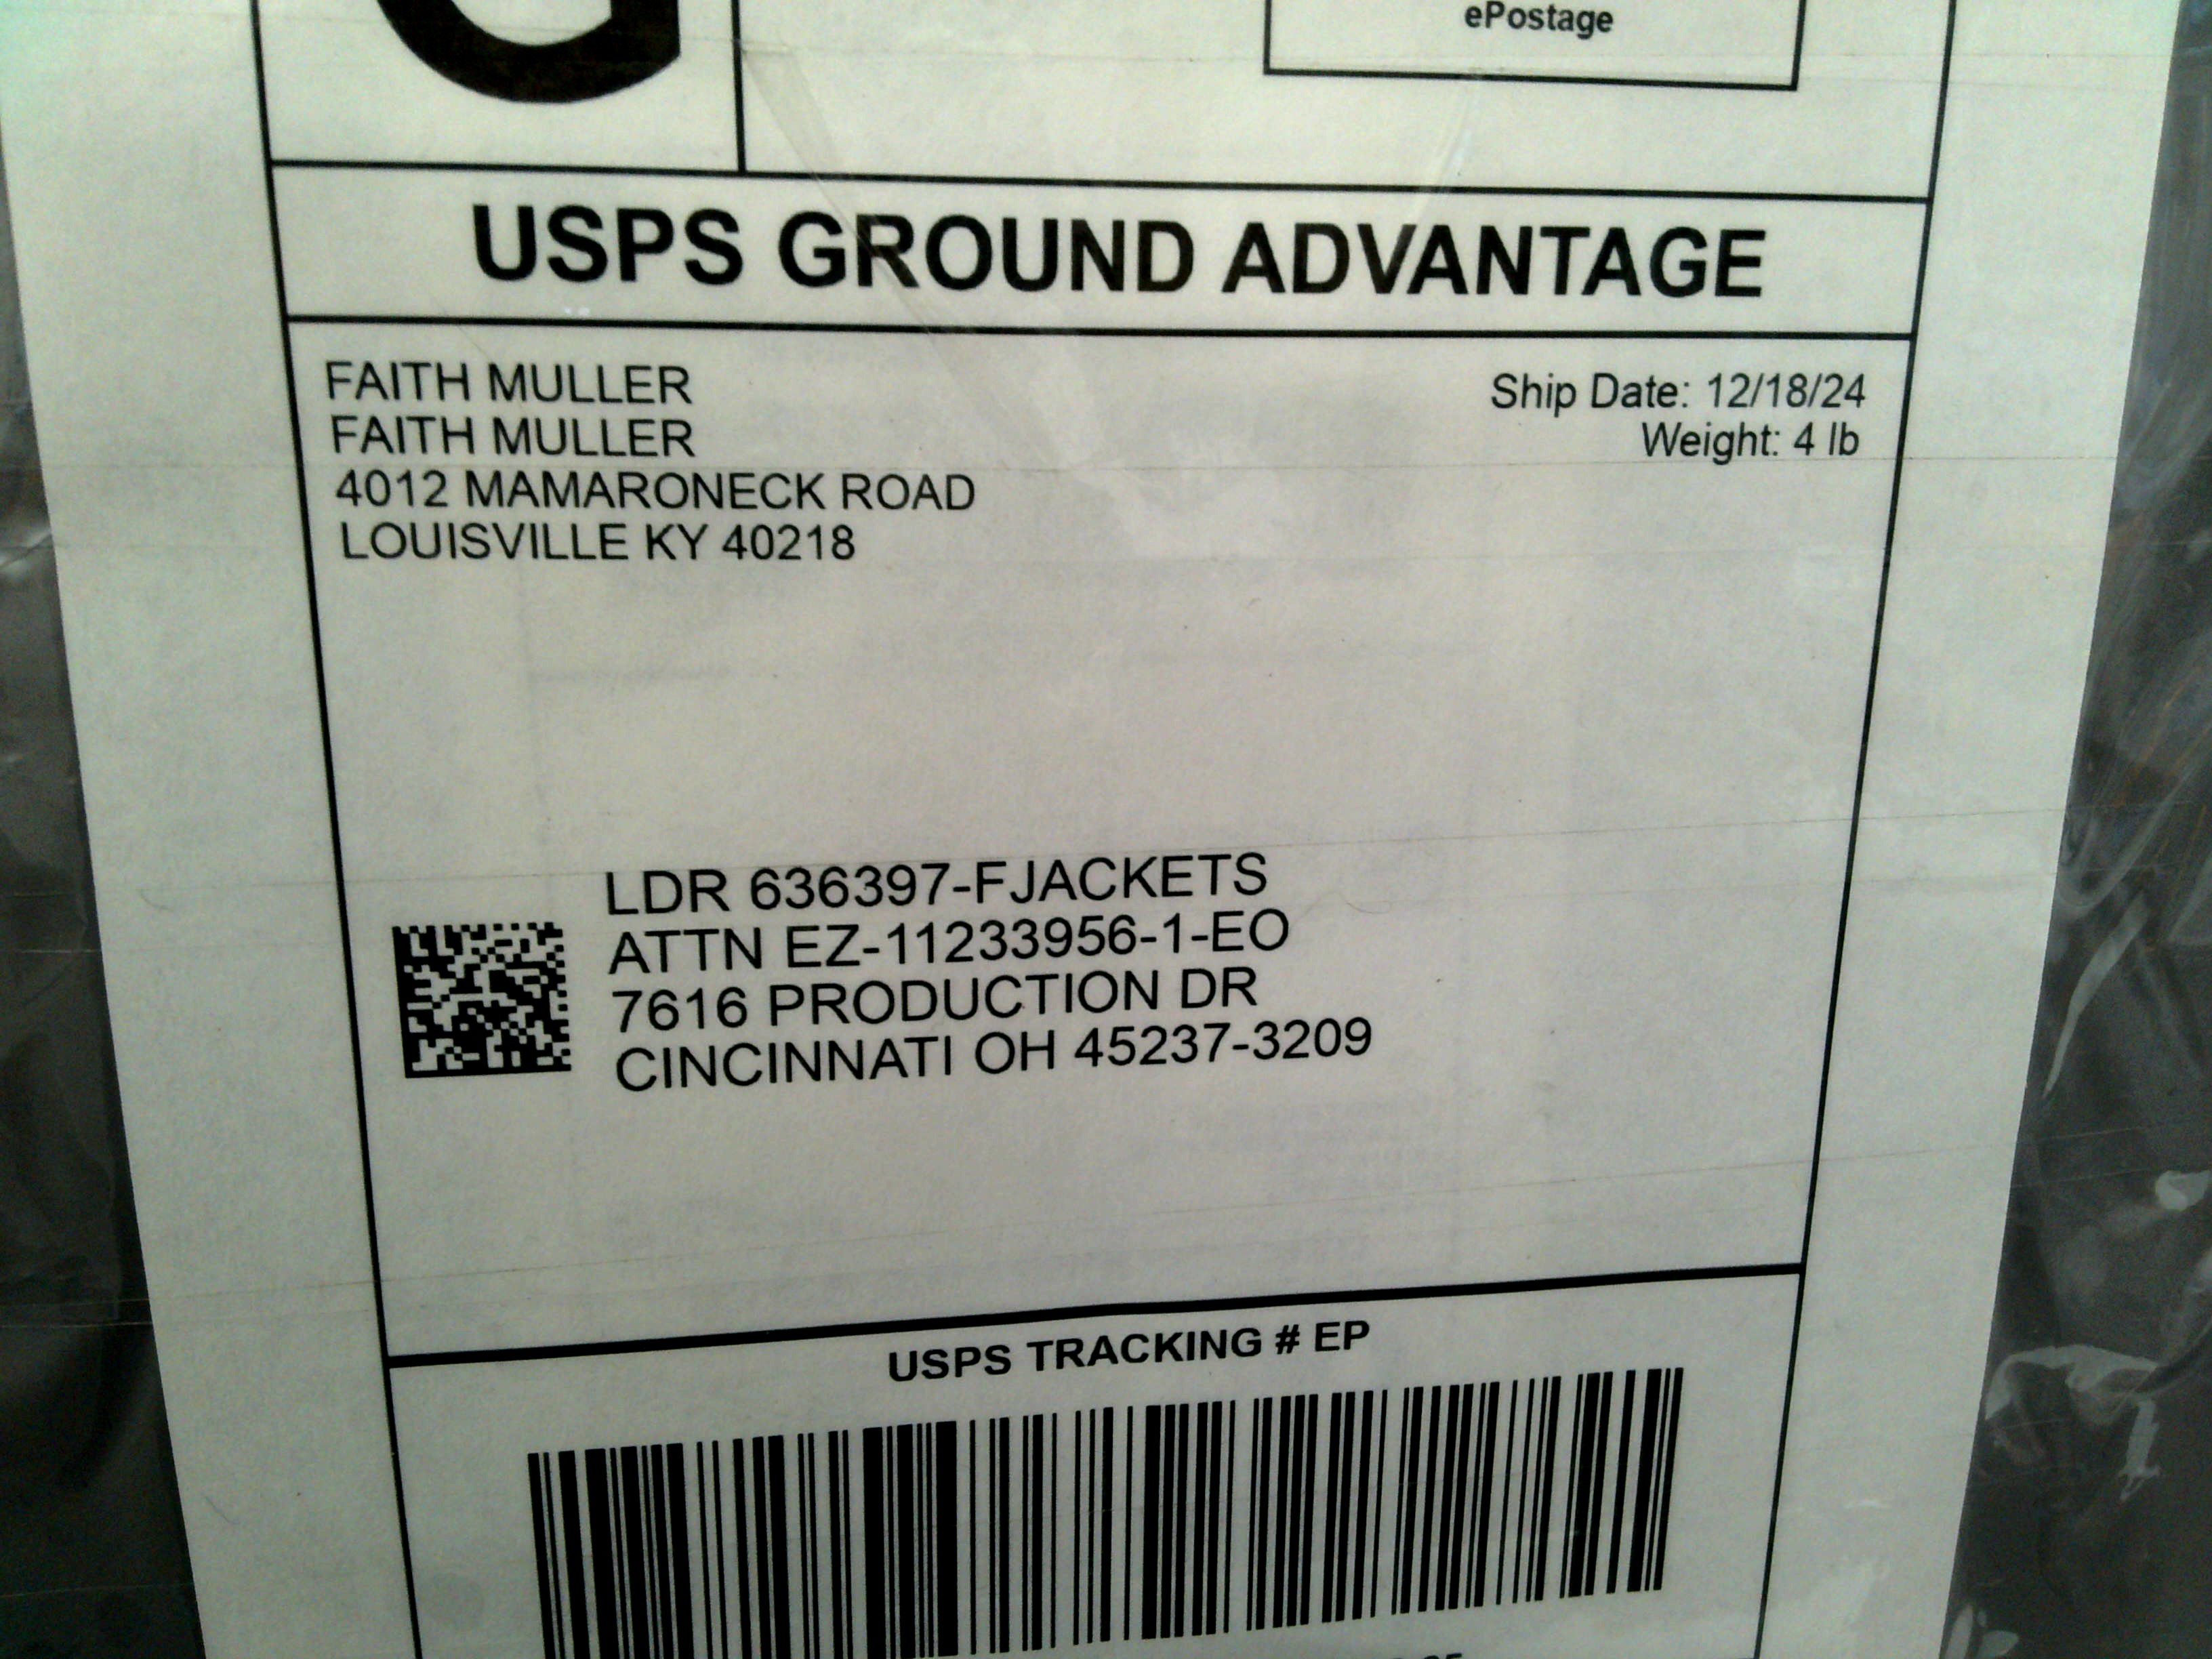 G
ePostage
USPS GROUND ADVANTAGE
FAITH MULLER
FAITH MULLER
4012 MAMARONECK ROAD
LOUISVILLE KY 40218
Ship Date: 12/18/24
Weight: 4 lb
LDR 636397-FJACKETS
ATTN EZ-11233956-1-EO
7616 PRODUCTION DR
CINCINNATI OH 45237-3209
USPS TRACKING # EP